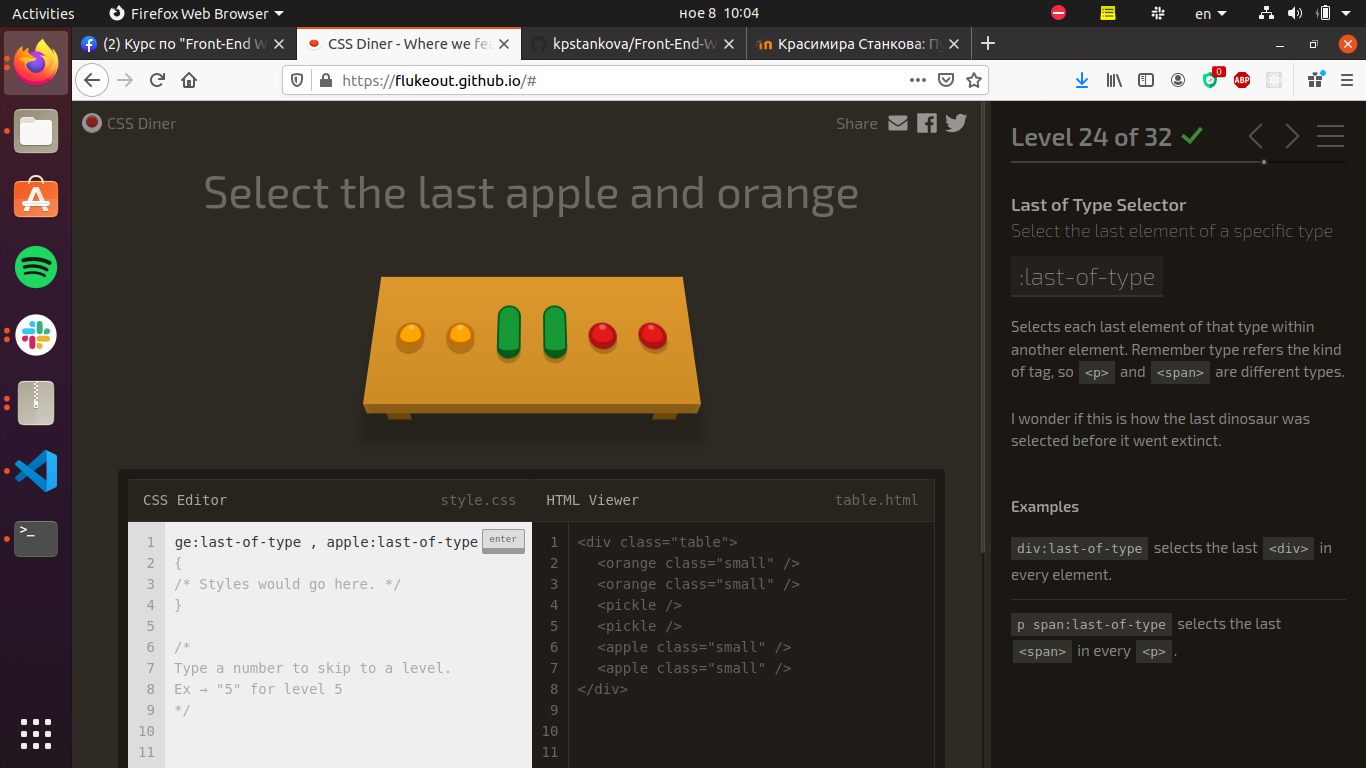 Activities
Firefox Web Browser
ное 8 10:04
en
(2) Курс по "Front-End W
CSS Diner - Where we fea
kpstankova/Front-End-W
Красимира Станкова: П
https://flukeout.github.io/#
0
ABP
CSS Diner
Share
Select the last apple and orange
CSS Editor
style.css
HTML Viewer
table.html
1 ge:last-of-type , apple:last-of-type
enter
2 {
3 /* Styles would go here. */
4 }
5
6 /*
7 Type a number to skip to a level.
8 Ex → "5" for level 5
9 */
10
11
1 <div class="table">
2 <orange class="small" />
3 <orange class="small" />
4 <pickle />
5 <pickle />
6 <apple class="small" />
7 <apple class="small" />
8 </div>
9
10
11
Level 24 of 32
Last of Type Selector
Select the last element of a specific type
:last-of-type
Selects each last element of that type within
another element. Remember type refers the kind
of tag, so <p> and <span> are different types.
I wonder if this is how the last dinosaur was
selected before it went extinct.
Examples
div:last-of-type selects the last <div> in
every element.
p span:last-of-type selects the last
<span> in every <p>.